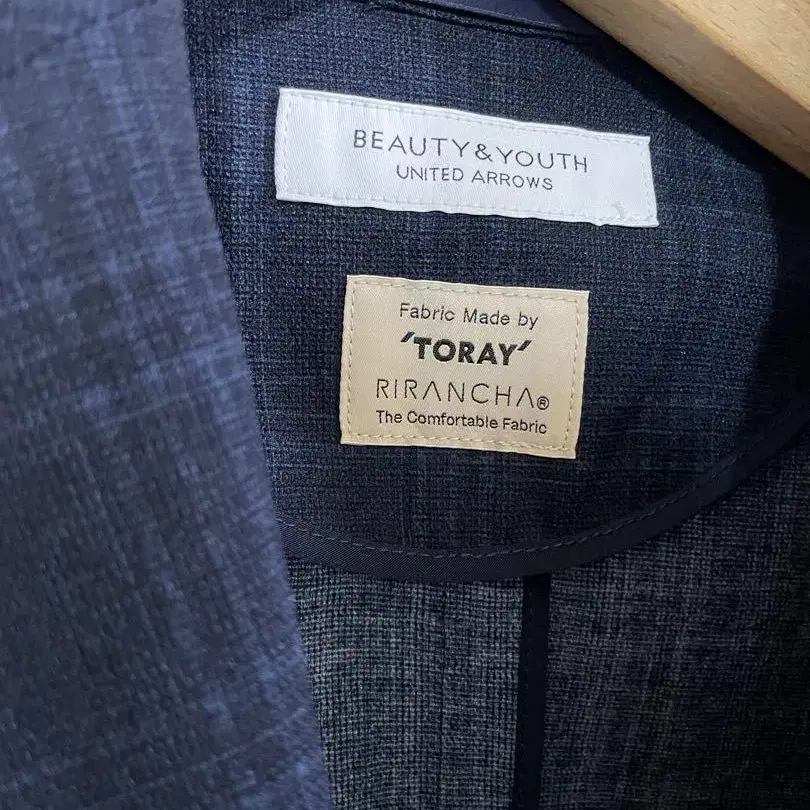 BEAUTY&YOUTH
UNITED ARROWS
Fabric Made by
′TORAY′
RIRANCHA®
The Comfortable Fabric